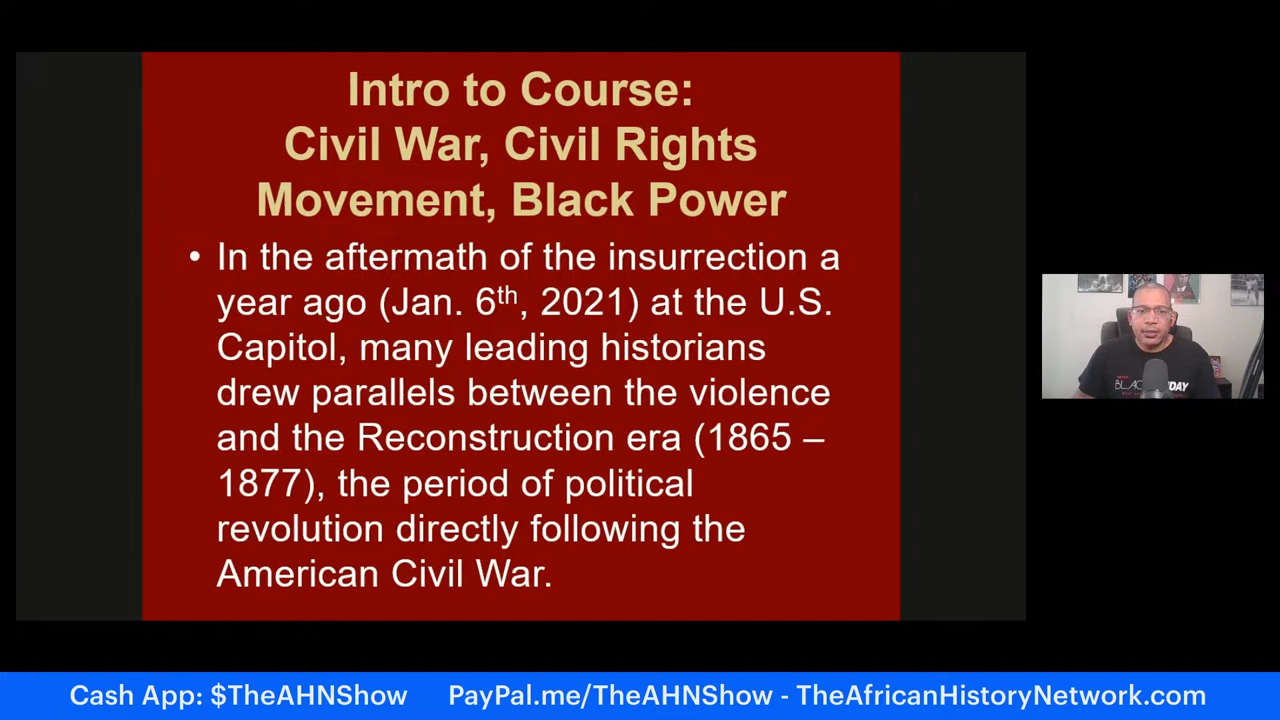 Intro to Course:
Civil War, Civil Rights
Movement, Black Power
• In the aftermath of the insurrection a
year ago (Jan. 6th, 2021) at the U.S.
Capitol, many leading historians
drew parallels between the violence
and the Reconstruction era (1865 –
1877), the period of political
revolution directly following the
American Civil War.
Cash App: $TheAHNShow PayPal.me/TheAHNShow - TheAfricanHistoryNetwork.com